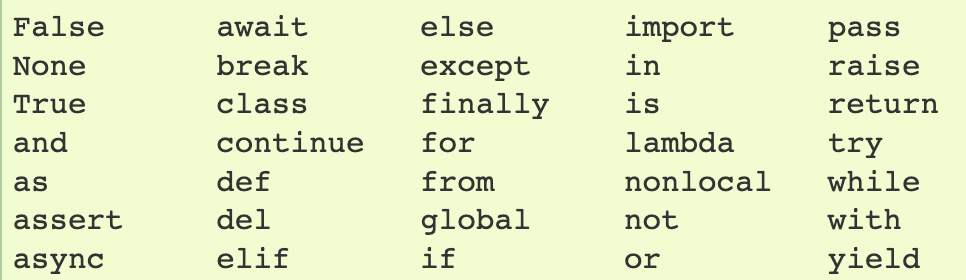 False await else import pass
None break except in raise
True class finally is return
and continue for lambda try
as def from nonlocal while
assert del global not with
async elif if or yield